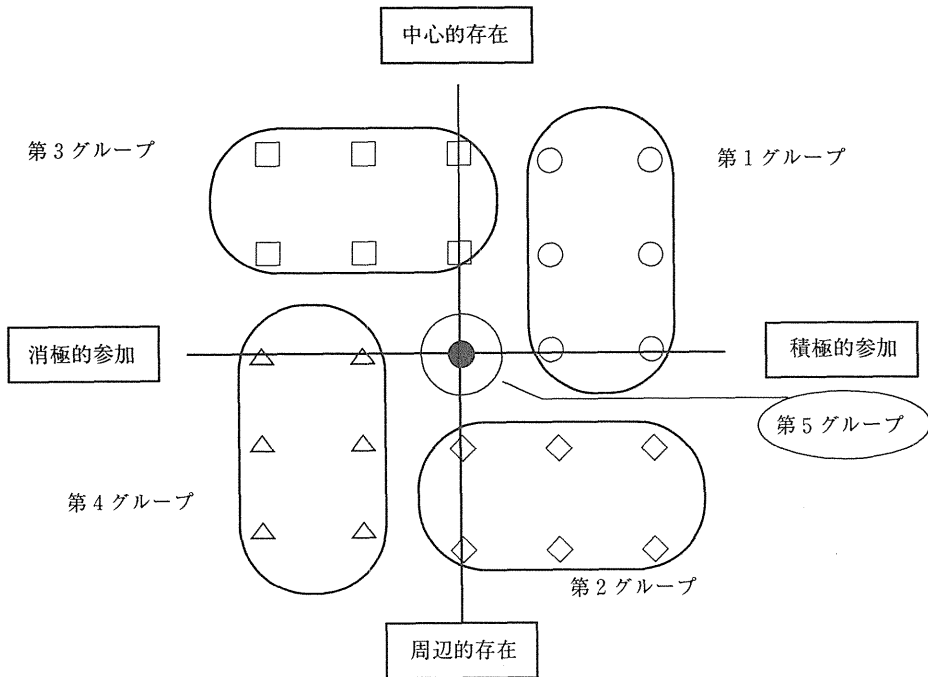 中心的存在
第3グループ
第1グループ
消極的参加
積極的参加
第5グループ
第4グループ
第2グループ
周辺的存在